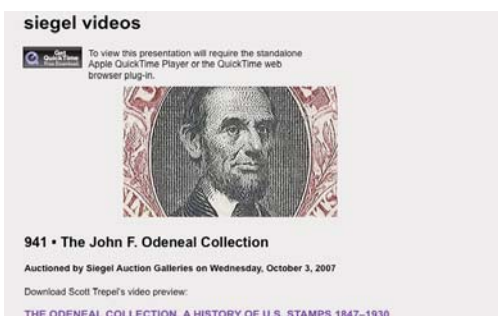 siegel videos
Get
QuickTime
Free Download
To view this presentation will require the standalone
Apple QuickTime Player or the QuickTime web
browser plug-in.
941 • The John F. Odeneal Collection
Auctioned by Siegel Auction Galleries on Wednesday, October 3, 2007
Download Scott Trepel's video preview:
THE ODENEAL COLLECTION, A HISTORY OF U.S. STAMPS 1847–1930